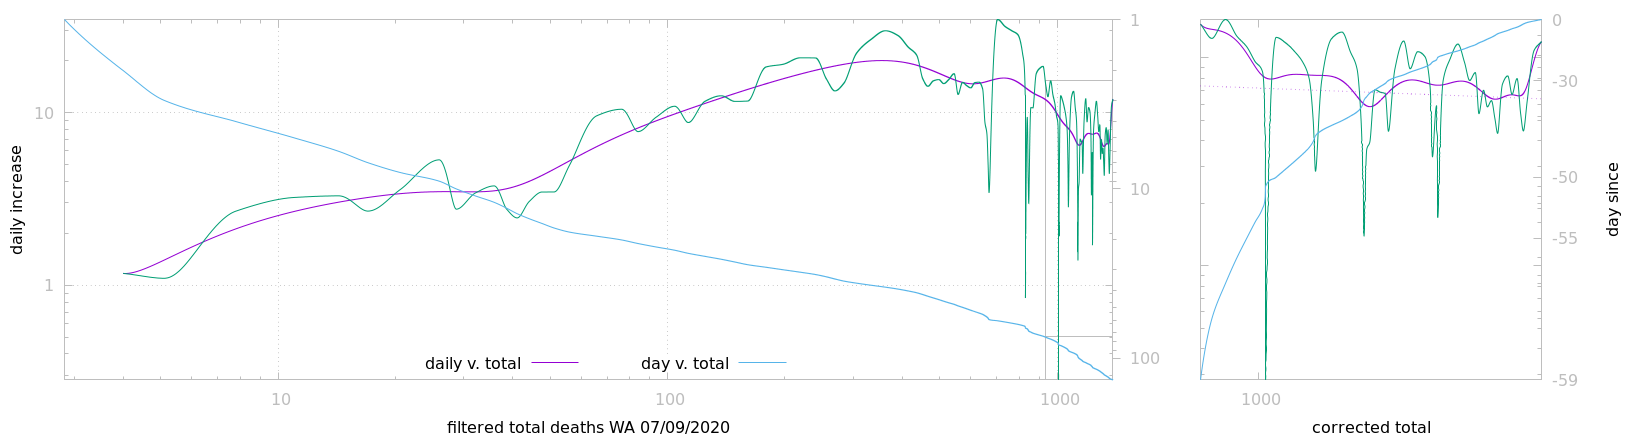 daily increase
10
1
daily v. total
day v. total
1
10
100
10
100
1000
filtered total deaths WA 07/09/2020
0
-30
-50
-55
-59
day since
1000
corrected total